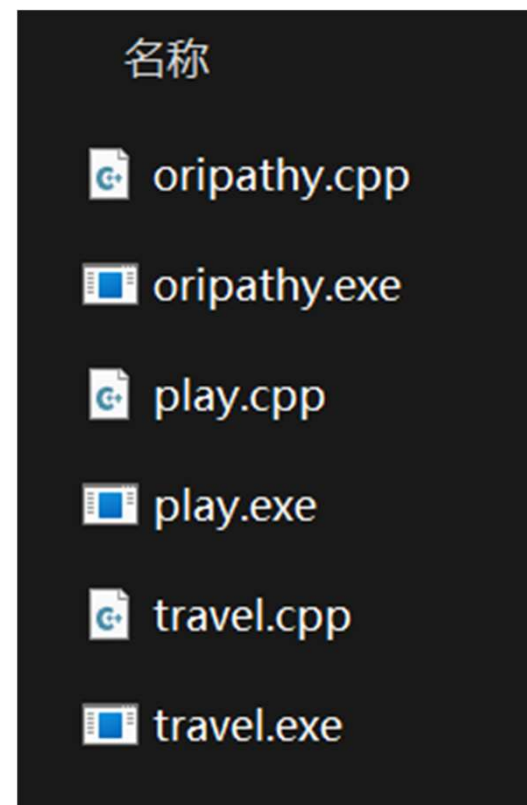 名称
oripathy.cpp
oripathy.exe
play.cpp
play.exe
travel.cpp
travel.exe